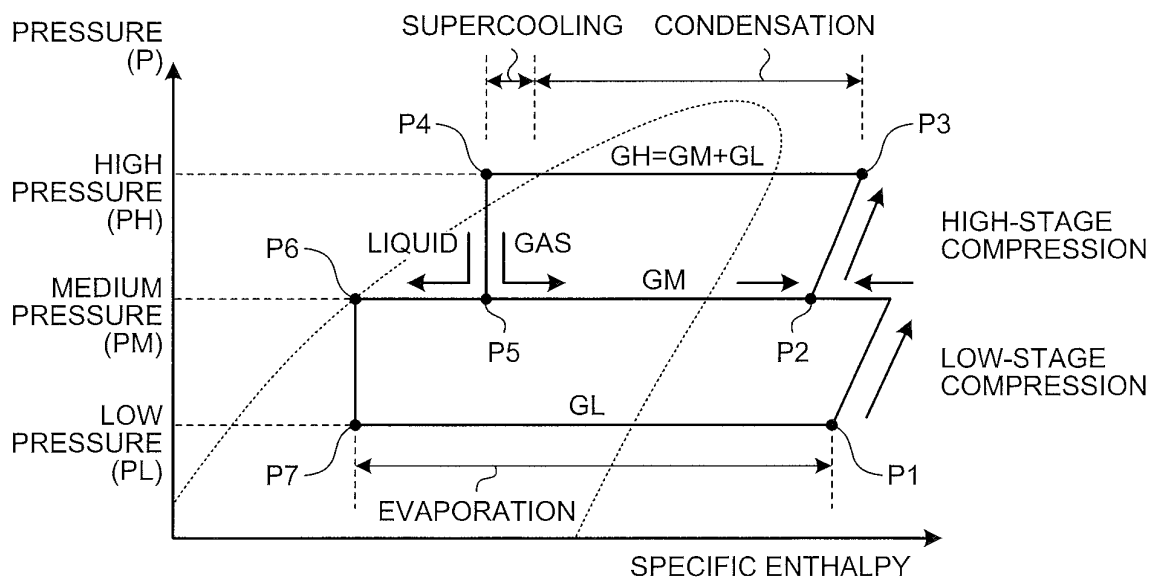 SUPERCOOLING
CONDENSATION
PRESSURE
(P)
P4
P3
HIGH
PRESSURE
(PH)
GH=GM+GL
HIGH-STAGE
COMPRESSION
P6
LIQUID
GAS
MEDIUM
PRESSURE
(PM)
GM
P5
P2
LOW-STAGE
COMPRESSION
LOW
PRESSURE
(PL)
GL
P7
P1
EVAPORATION
SPECIFIC ENTHALPY